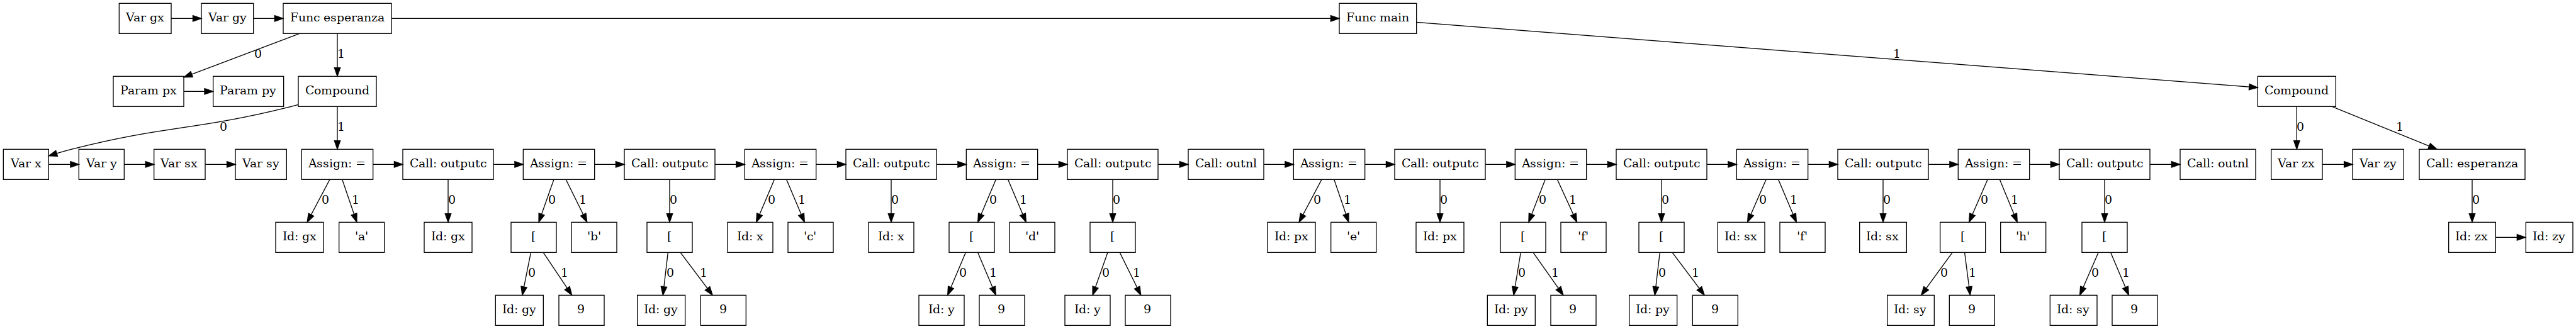 Var gx Var gy Func esperanza Func main
0 1 1
Param px Param py Compound Compound
0 1 0 1
Var x Var y Var sx Var sy Assign: = Call: outputc Assign: = Call: outputc Assign: = Call: outputc Assign: = Call: outputc Call: outnl Assign: = Call: outputc Assign: = Call: outputc Assign: = Call: outputc Assign: = Call: outputc Call: outnl Var zx Var zy Call: esperanza
0 1 0 0 1 0 0 1 0 0 1 0 0 1 0 0 1 0 0 1 0 0 1 0 0
Id: gx 'a' Id: gx [ 'b' [ Id: x 'c' Id: x [ 'd' [ Id: px 'e' Id: px [ 'f' [ Id: sx 'f' Id: sx [ 'h' [ Id: zx Id: zy
0 1 0 1 0 1 0 1 0 1 0 1 0 1 0 1
Id: gy 9 Id: gy 9 Id: y 9 Id: y 9 Id: py 9 Id: py 9 Id: sy 9 Id: sy 9